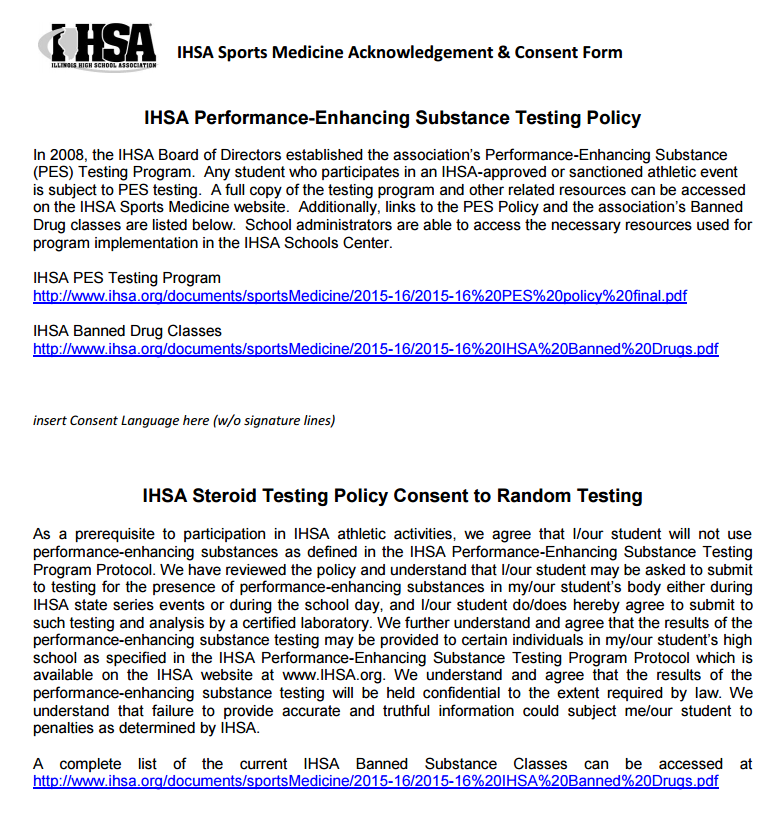 IHSA
ILLINOIS HIGH SCHOOL ASSOCIATION
IHSA Sports Medicine Acknowledgement & Consent Form
IHSA Performance-Enhancing Substance Testing Policy
In 2008, the IHSA Board of Directors established the association’s Performance-Enhancing Substance
(PES) Testing Program.  Any student who participates in an IHSA-approved or sanctioned athletic event
is subject to PES testing.  A full copy of the testing program and other related resources can be accessed
on the IHSA Sports Medicine website.  Additionally, links to the PES Policy and the association’s Banned
Drug classes are listed below.  School administrators are able to access the necessary resources used for
program implementation in the IHSA Schools Center.
IHSA PES Testing Program
http://www.ihsa.org/documents/sportsMedicine/2015-16/2015-16%20PES%20policy%20final.pdf
IHSA Banned Drug Classes
http://www.ihsa.org/documents/sportsMedicine/2015-16/2015-16%20IHSA%20Banned%20Drugs.pdf
insert Consent Language here (w/o signature lines)
IHSA Steroid Testing Policy Consent to Random Testing
As a prerequisite to participation in IHSA athletic activities, we agree that I/our student will not use
performance-enhancing substances as defined in the IHSA Performance-Enhancing Substance Testing
Program Protocol. We have reviewed the policy and understand that I/our student may be asked to submit
to testing for the presence of performance-enhancing substances in my/our student’s body either during
IHSA state series events or during the school day, and I/our student do/does hereby agree to submit to
such testing and analysis by a certified laboratory. We further understand and agree that the results of the
performance-enhancing substance testing may be provided to certain individuals in my/our student’s high
school as specified in the IHSA Performance-Enhancing Substance Testing Program Protocol which is
available on the IHSA website at www.IHSA.org. We understand and agree that the results of the
performance-enhancing substance testing will be held confidential to the extent required by law. We
understand that failure to provide accurate and truthful information could subject me/our student to
penalties as determined by IHSA.
A complete list of the current IHSA Banned Substance Classes can be accessed at
http://www.ihsa.org/documents/sportsMedicine/2015-16/2015-16%20IHSA%20Banned%20Drugs.pdf